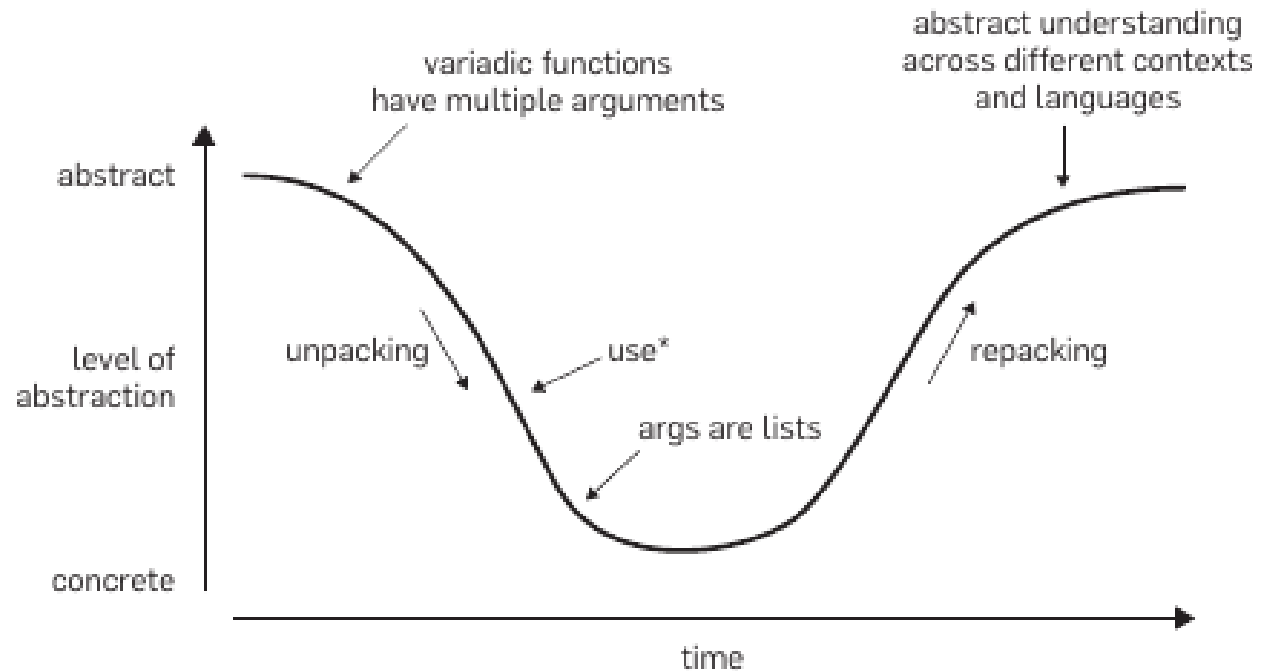 abstract understanding
across different contexts
and languages
variadic functions
have multiple arguments
abstract
unpacking
use*
repacking
level of
abstraction
args are lists
concrete
time